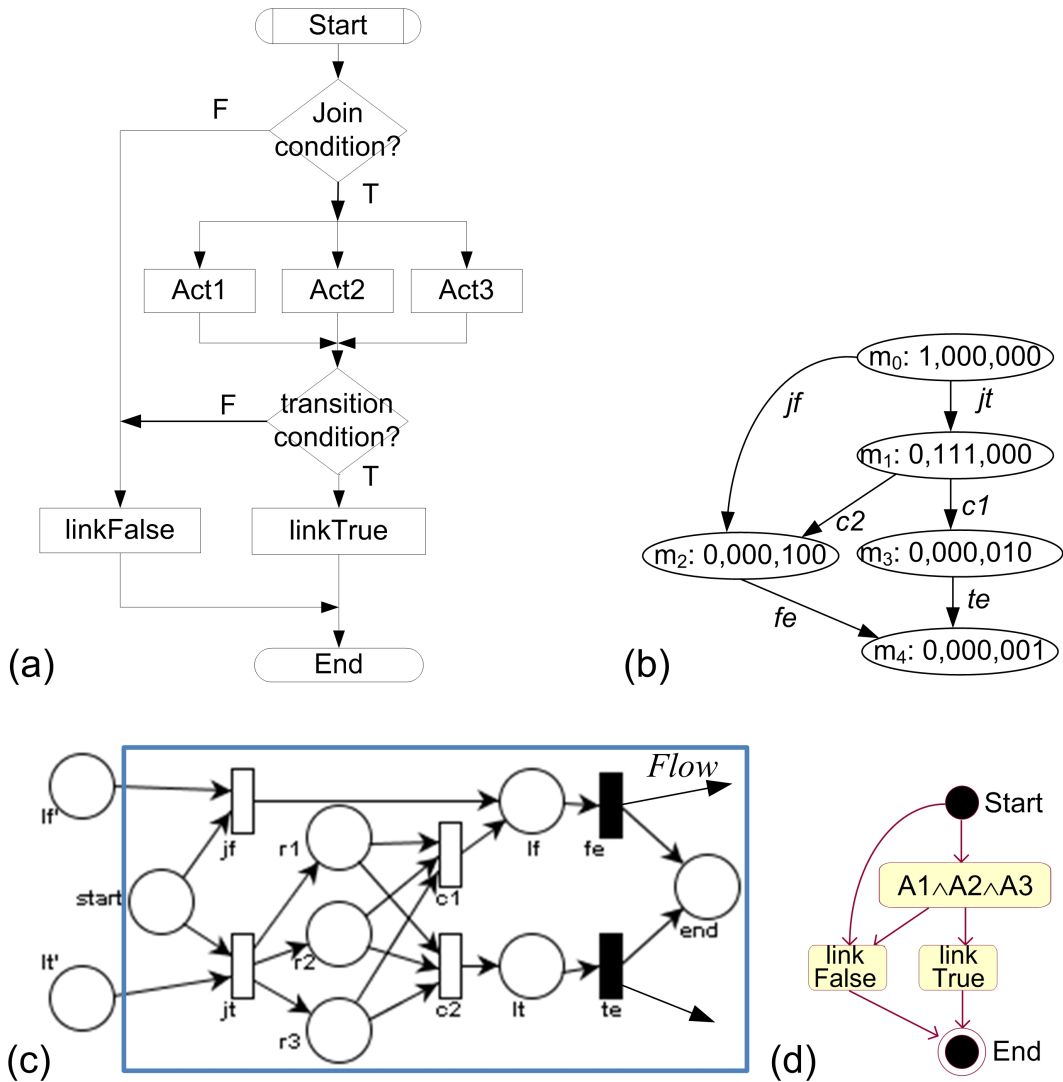 Start
F
Join
condition?
T
Act1 Act2 Act3
F
transition
condition?
T
linkFalse linkTrue
End
(a)
m0: 1,000,000
jf
jt
m1: 0,111,000
c2
c1
m2: 0,000,100
m3: 0,000,010
fe
te
m4: 0,000,001
(b)
lf'
jf
r1
c1
lf
fe
Flow
start
r2
end
lt'
jt
r3
c2
lt
te
(c)
Start
A1∧A2∧A3
link
False
link
True
End
(d)